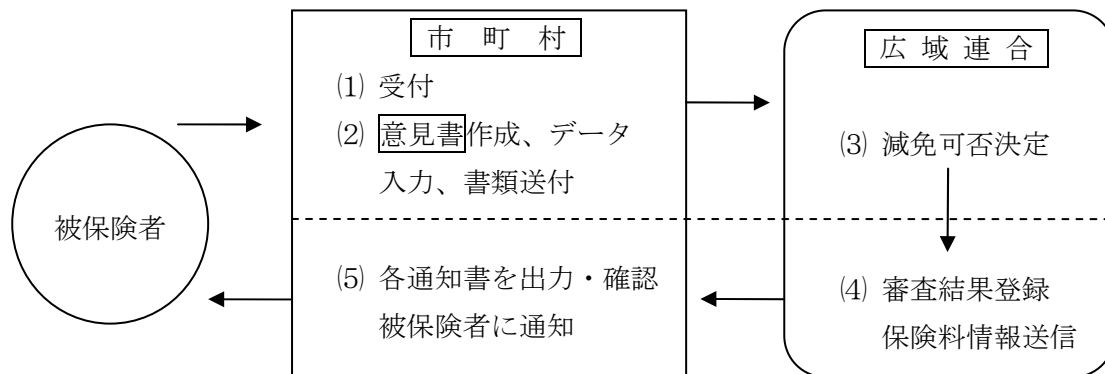 被保険者
市 町 村
⑴ 受付
⑵ 意見書作成、データ
入力、書類送付
⑸ 各通知書を出力・確認
被保険者に通知
広 域 連 合
⑶ 減免可否決定
⑷ 審査結果登録
保険料情報送信